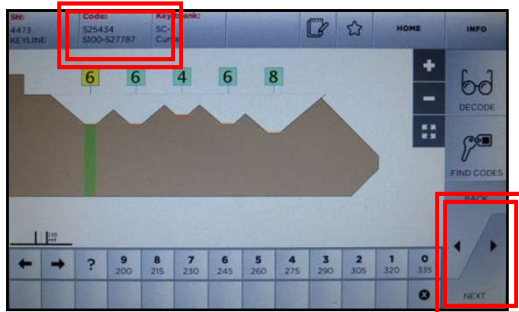 SN: Code: Key blank:
4473 S25434 SC-
KEYLINE S100-S27787 Cur
HOME INFO
6 6 4 6 8
DECODE
FIND CODES
BACK
? 9 8 7 6 5 4 3 2 1 0
200 215 230 245 260 275 290 305 320 335
NEXT